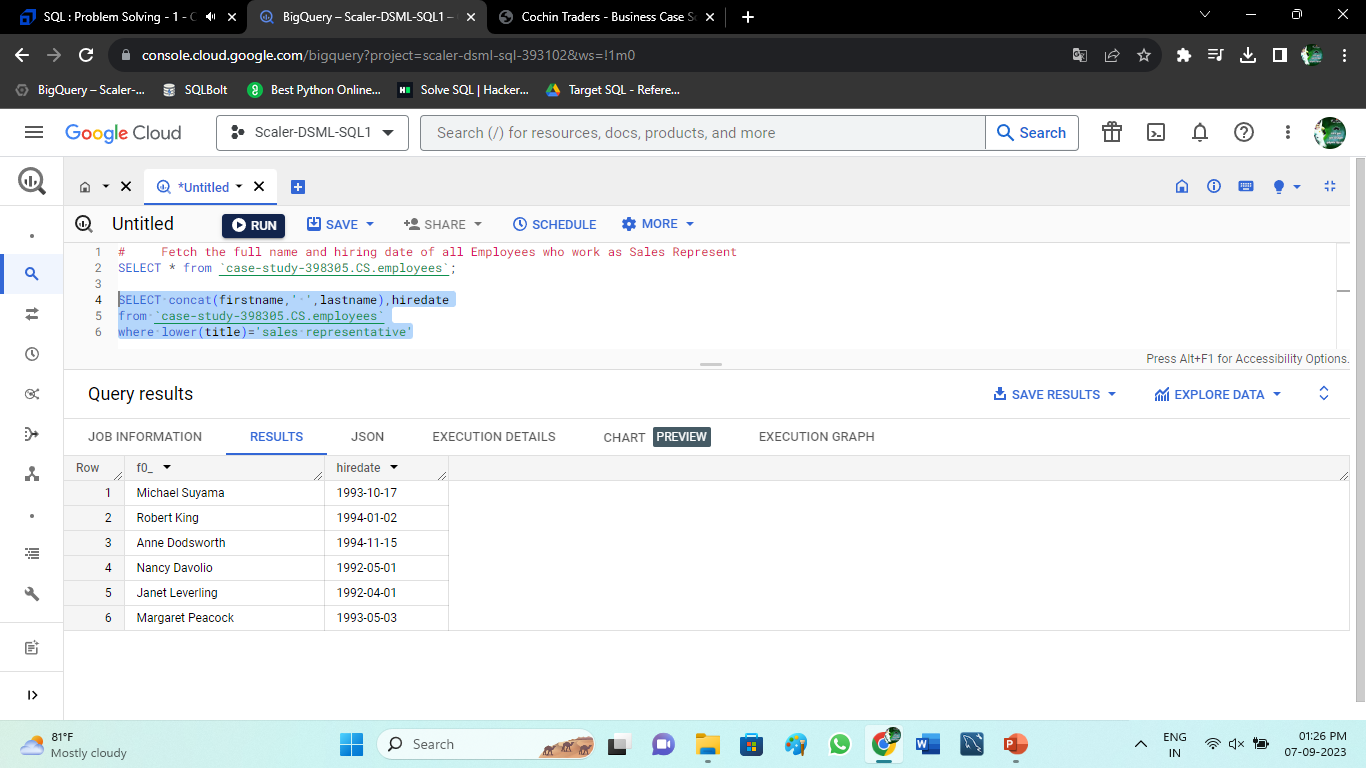 SQL : Problem Solving - 1 - C
BigQuery – Scaler-DSML-SQL1 –
Cochin Traders - Business Case S
console.cloud.google.com/bigquery?project=scaler-dsml-sql-393102&ws=!1m0
BigQuery – Scaler-...
SQLBolt
Best Python Online...
Solve SQL | Hacker...
Target SQL - Refere...
Google Cloud
Scaler-DSML-SQL1
Search (/) for resources, docs, products, and more
Search
*Untitled
Untitled
RUN
SAVE
SHARE
SCHEDULE
MORE
1 # Fetch the full name and hiring date of all Employees who work as Sales Represent
2 SELECT * from `case-study-398305.CS.employees`;
3
4 SELECT concat(firstname,' ',lastname),hiredate
5 from `case-study-398305.CS.employees`
6 where lower(title)='sales representative'
Press Alt+F1 for Accessibility Options.
Query results
SAVE RESULTS
EXPLORE DATA
JOB INFORMATION
RESULTS
JSON
EXECUTION DETAILS
CHART PREVIEW
EXECUTION GRAPH
Row f0_ hiredate
1 Michael Suyama 1993-10-17
2 Robert King 1994-01-02
3 Anne Dodsworth 1994-11-15
4 Nancy Davolio 1992-05-01
5 Janet Leverling 1992-04-01
6 Margaret Peacock 1993-05-03
81°F
Mostly cloudy
Search
ENG
IN
01:26 PM
07-09-2023